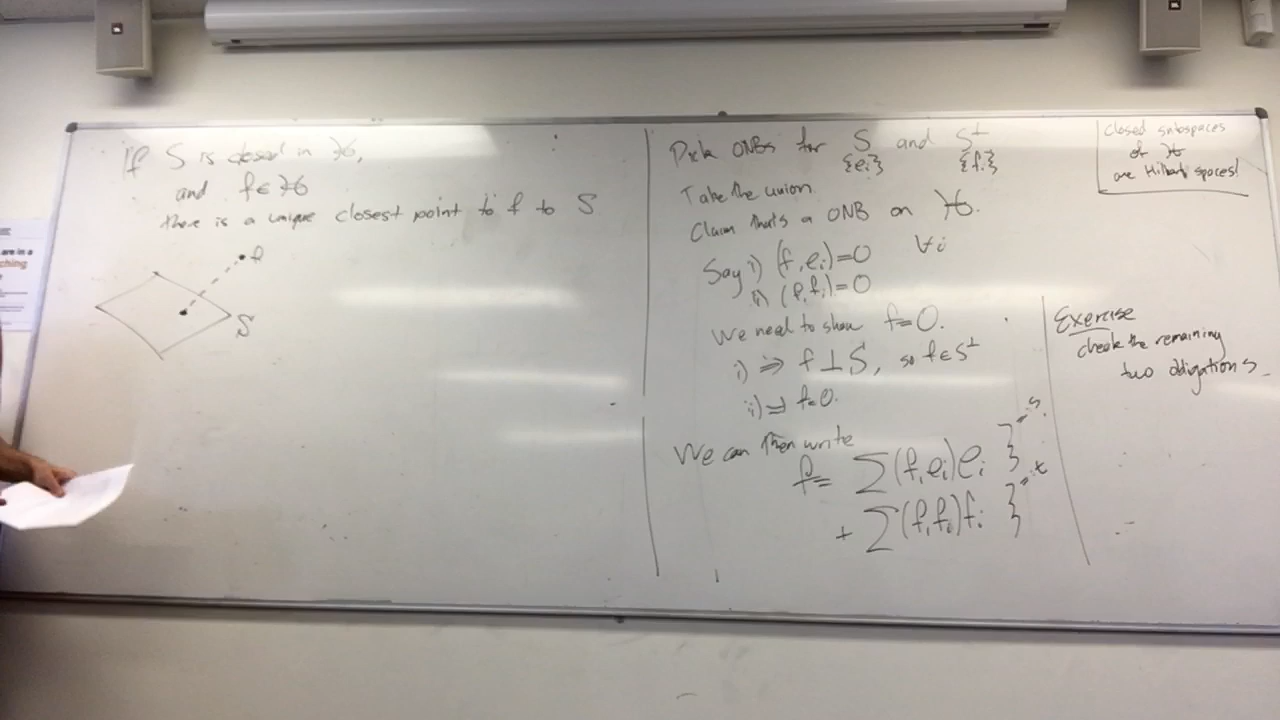 If S is closed in ℋ,
and f ∈ ℋ
there is a unique closest point to f to S
f
S
Pick ONBs for S and S⊥
{eᵢ} {fᵢ}
Take the union.
Claim that's a ONB on ℋ.
Say i) (f, eᵢ)=0 ∀i
ii) (f, fᵢ)=0
We need to show f=0.
i) ⇒ f ⊥ S, so f∈S⊥
ii) ⇒ f=0.
We can then write
f = Σ(f,eᵢ)eᵢ } "s"
+ Σ(f,fᵢ)fᵢ } "t"
closed subspaces
of ℋ
are Hilbert spaces!
Exercise
check the remaining
two obligations
are in a
ching